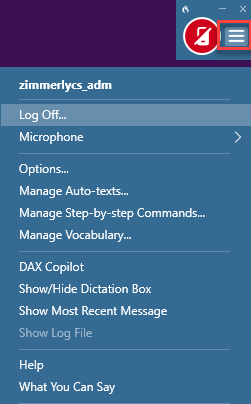 zimmerlycs_adm
Log Off...
Microphone
Options...
Manage Auto-texts...
Manage Step-by-step Commands...
Manage Vocabulary...
DAX Copilot
Show/Hide Dictation Box
Show Most Recent Message
Show Log File
Help
What You Can Say